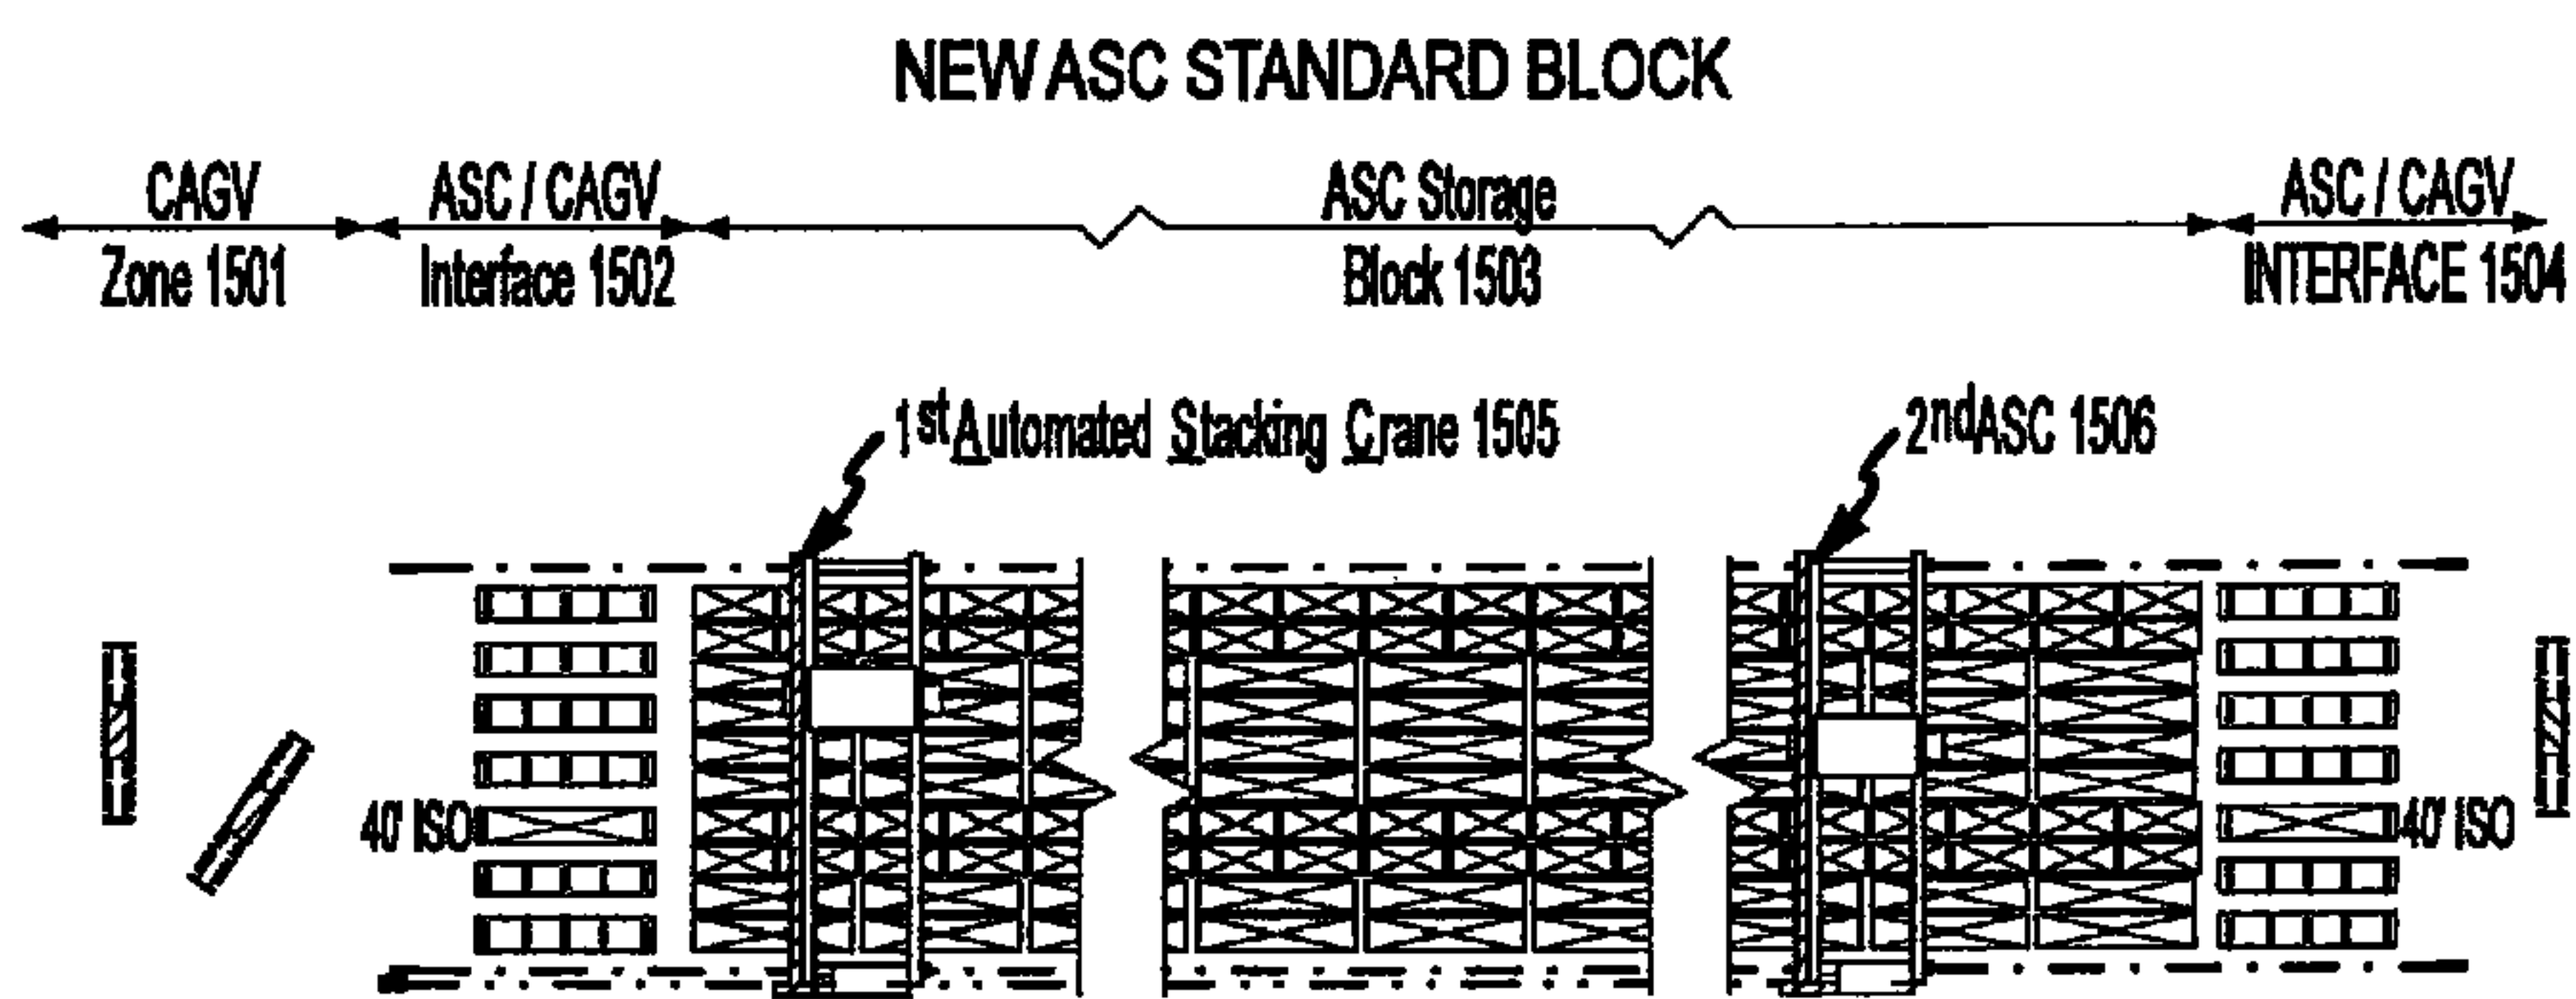 NEW ASC STANDARD BLOCK
CAGV ASC / CAGV ASC Storage ASC / CAGV
Zone 1501 Interface 1502 Block 1503 INTERFACE 1504
1st Automated Stacking Crane 1505 2nd ASC 1506
40' ISO 40' ISO